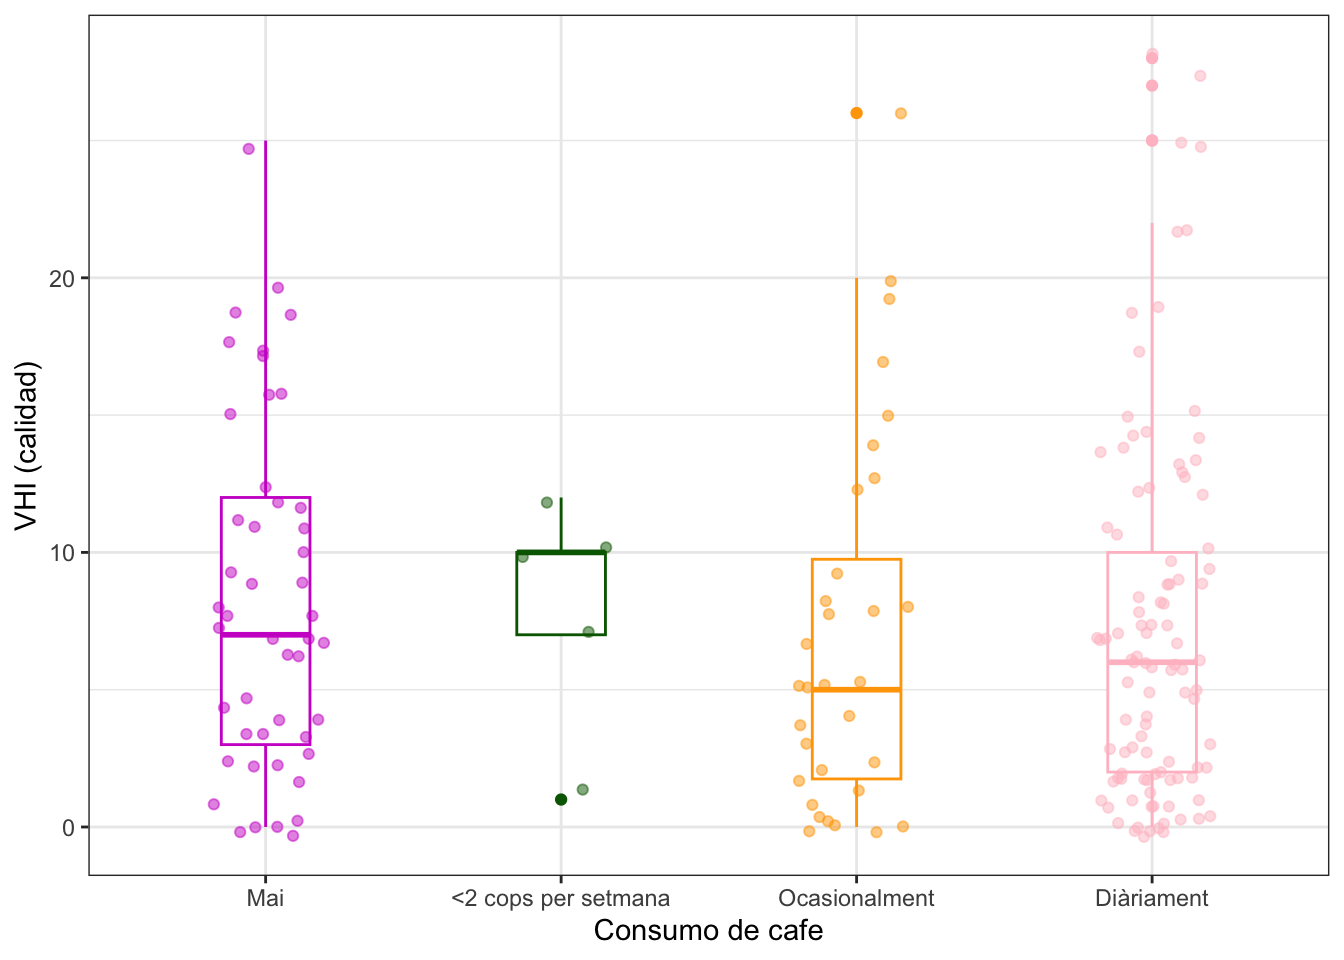 VHI (calidad)
20
10
0
Mai
<2 cops per setmana
Ocasionalment
Diàriament
Consumo de cafe